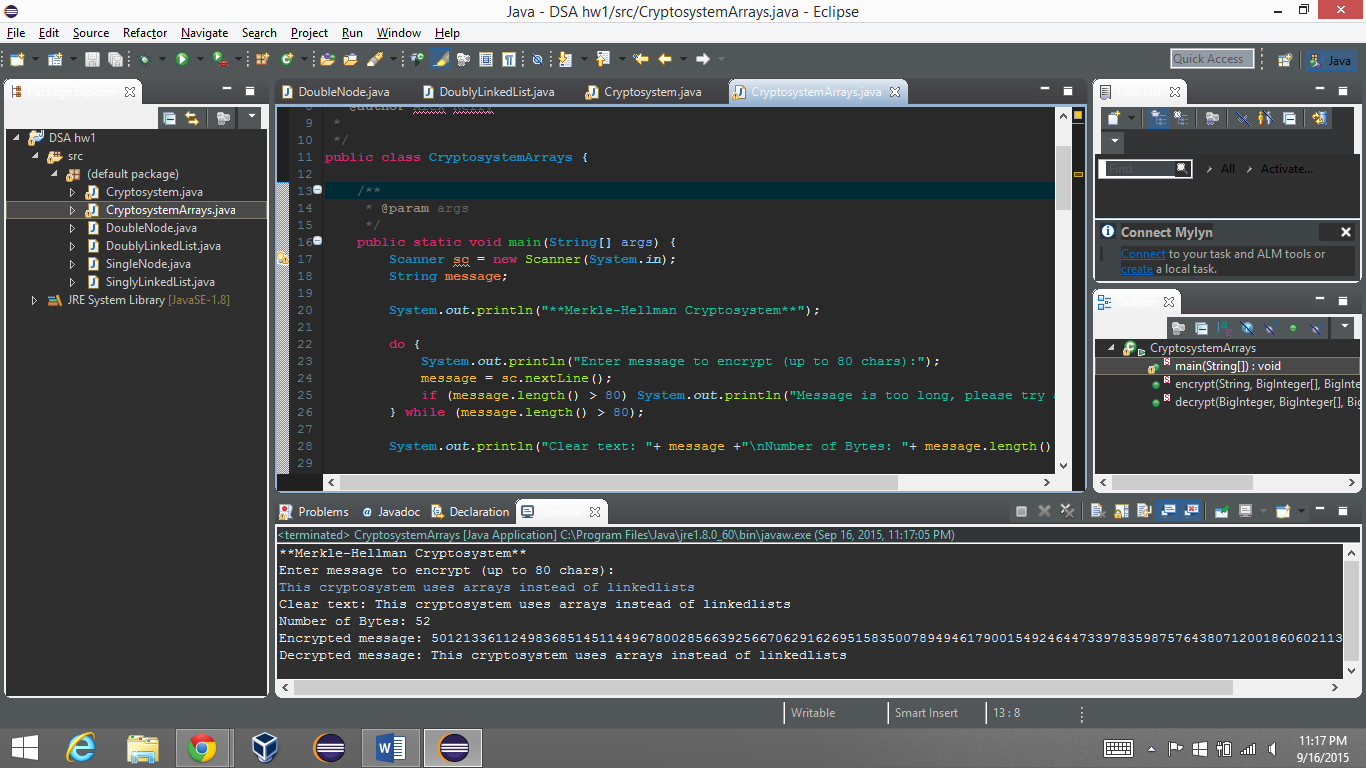 Java - DSA hw1/src/CryptosystemArrays.java - Eclipse
File Edit Source Refactor Navigate Search Project Run Window Help
Quick Access
Java
Package Explorer
DSA hw1
src
(default package)
Cryptosystem.java
CryptosystemArrays.java
DoubleNode.java
DoublyLinkedList.java
SingleNode.java
SinglyLinkedList.java
JRE System Library [JavaSE-1.8]
DoubleNode.java DoublyLinkedList.java Cryptosystem.java CryptosystemArrays.java
8 * @author
9 *
10 */
11 public class CryptosystemArrays {
12
13 /**
14 * @param args
15 */
16 public static void main(String[] args) {
17 Scanner sc = new Scanner(System.in);
18 String message;
19
20 System.out.println("**Merkle-Hellman Cryptosystem**");
21
22 do {
23 System.out.println("Enter message to encrypt (up to 80 chars):");
24 message = sc.nextLine();
25 if (message.length() > 80) System.out.println("Message is too long, please try
26 } while (message.length() > 80);
27
28 System.out.println("Clear text: "+ message +"\nNumber of Bytes: "+ message.length()
29
Task List
Find
All
Activate...
Connect Mylyn
Connect to your task and ALM tools or
create a local task.
Outline
CryptosystemArrays
main(String[]) : void
encrypt(String, BigInteger[], BigInte
decrypt(BigInteger, BigInteger[], Big
Problems @ Javadoc Declaration Console
<terminated> CryptosystemArrays [Java Application] C:\Program Files\Java\jre1.8.0_60\bin\javaw.exe (Sep 16, 2015, 11:17:05 PM)
**Merkle-Hellman Cryptosystem**
Enter message to encrypt (up to 80 chars):
This cryptosystem uses arrays instead of linkedlists
Clear text: This cryptosystem uses arrays instead of linkedlists
Number of Bytes: 52
Encrypted message: 501213361124983685145114496780028566392566706291626951583500789494617900154924644733978359875764380712001860602113
Decrypted message: This cryptosystem uses arrays instead of linkedlists
Writable
Smart Insert
13 : 8
11:17 PM
9/16/2015